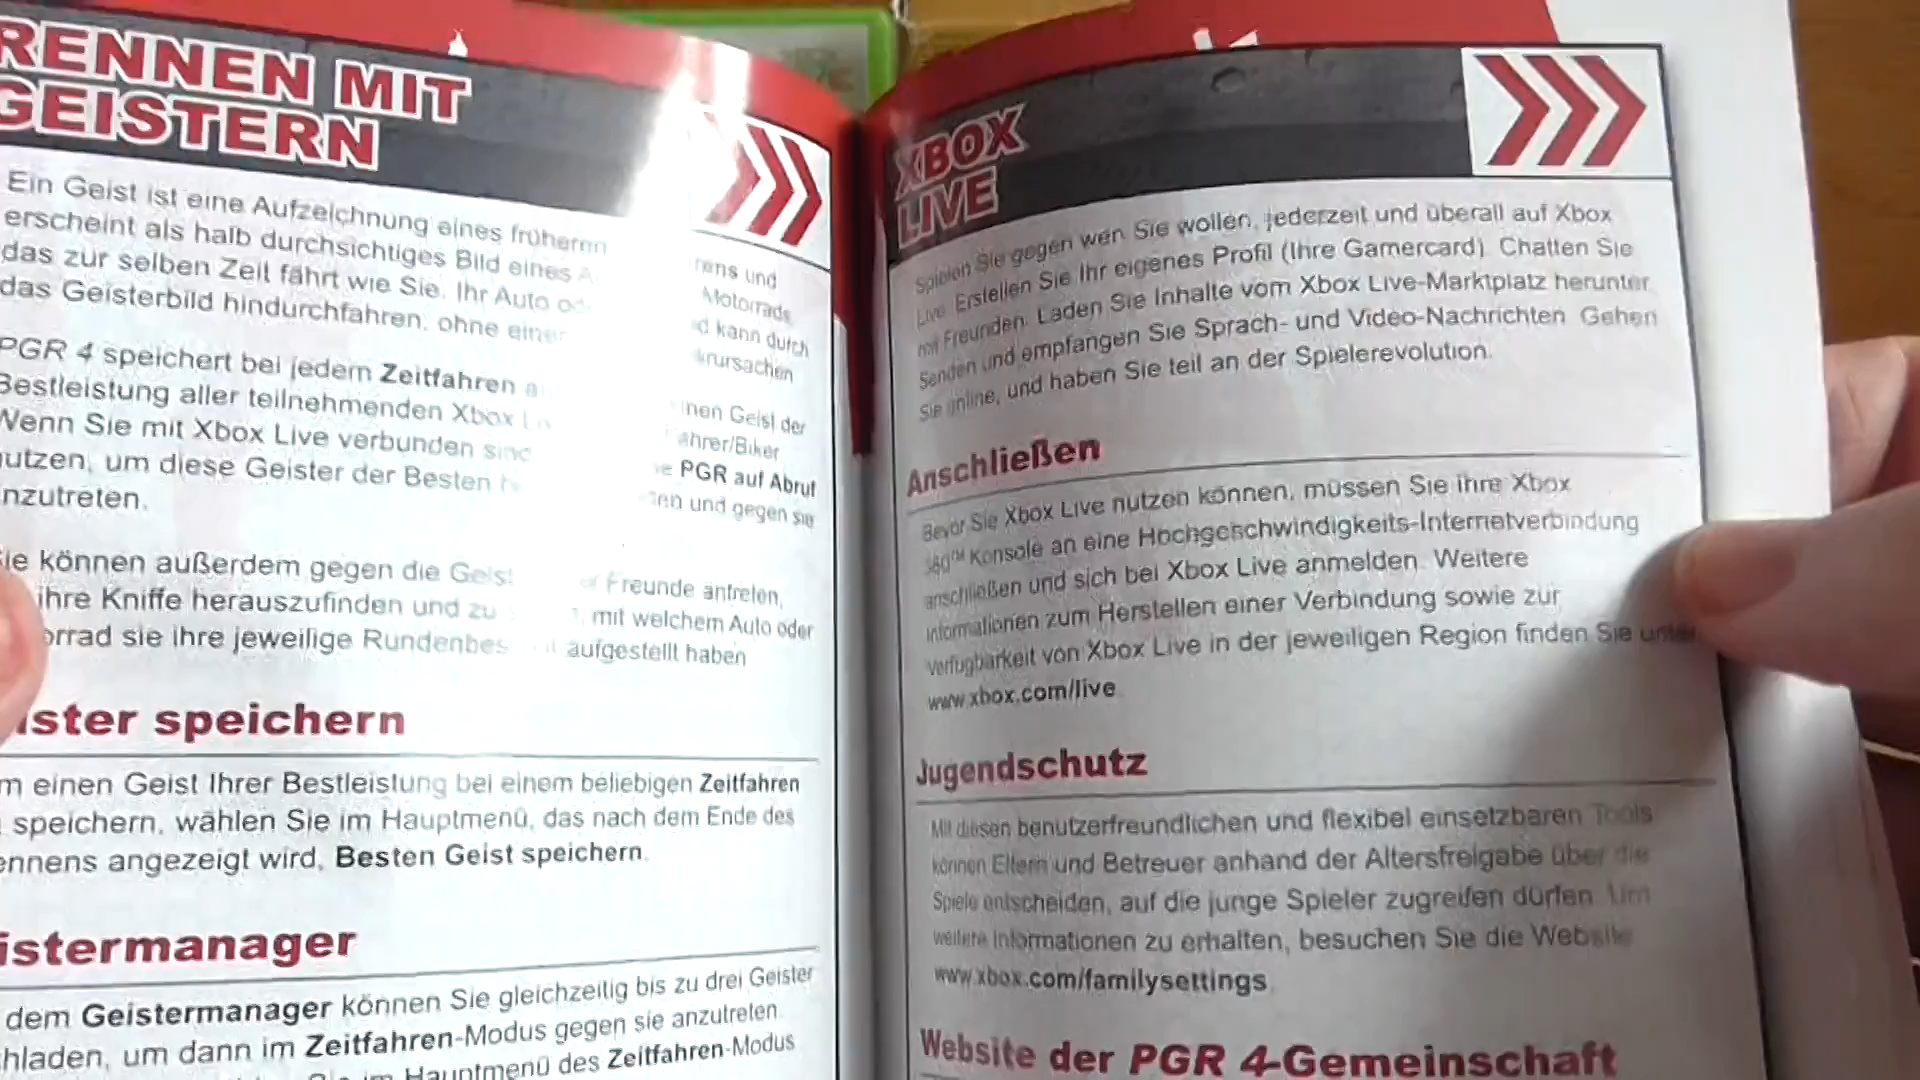 RENNEN MIT
GEISTERN
Ein Geist ist eine Aufzeichnung eines früheren rens und
erscheint als halb durchsichtiges Bild eines Motorrads,
das zur selben Zeit fährt wie Sie. Ihr Auto kann durch
das Geisterbild hindurchfahren, ohne einen
PGR 4 speichert bei jedem Zeitfahren einen Geist der
Bestleistung aller teilnehmenden Xbox Fahrer/Biker
Wenn Sie mit Xbox Live verbunden sind PGR auf Abruf
nutzen, um diese Geister der Besten und gegen sie
nzutreten.
ie können außerdem gegen die Freunde antreten,
ihre Kniffe herauszufinden und zu mit welchem Auto oder
orrad sie ihre jeweilige aufgestellt haben
ister speichern
m einen Geist Ihrer Bestleistung bei einem beliebigen Zeitfahren
speichern, wählen Sie im Hauptmenü, das nach dem Ende des
ennens angezeigt wird, Besten Geist speichern.
istermanager
dem Geistermanager können Sie gleichzeitig bis zu drei Geister
hladen, um dann im Zeitfahren-Modus gegen sie anzutreten.
im Hauptmenü des Zeitfahren-Modus
XBOX
LIVE
Spielen Sie gegen wen Sie wollen, jederzeit und überall auf Xbox
Live. Erstellen Sie Ihr eigenes Profil (Ihre Gamercard). Chatten Sie
mit Freunden. Laden Sie Inhalte vom Xbox Live-Marktplatz herunter.
Senden und empfangen Sie Sprach- und Video-Nachrichten. Gehen
Sie online, und haben Sie teil an der Spielerevolution.
Anschließen
Bevor Sie Xbox Live nutzen können, müssen Sie ihre Xbox
360™ Konsole an eine Hochgeschwindigkeits-Internetverbindung
anschließen und sich bei Xbox Live anmelden. Weitere
Informationen zum Herstellen einer Verbindung sowie zur
Verfügbarkeit von Xbox Live in der jeweiligen Region finden Sie unter
www.xbox.com/live.
Jugendschutz
Mit diesen benutzerfreundlichen und flexibel einsetzbaren Tools
können Eltern und Betreuer anhand der Altersfreigabe über die
Spiele entscheiden, auf die junge Spieler zugreifen dürfen. Um
weitere Informationen zu erhalten, besuchen Sie die Website
www.xbox.com/familysettings.
Website der PGR 4-Gemeinschaft